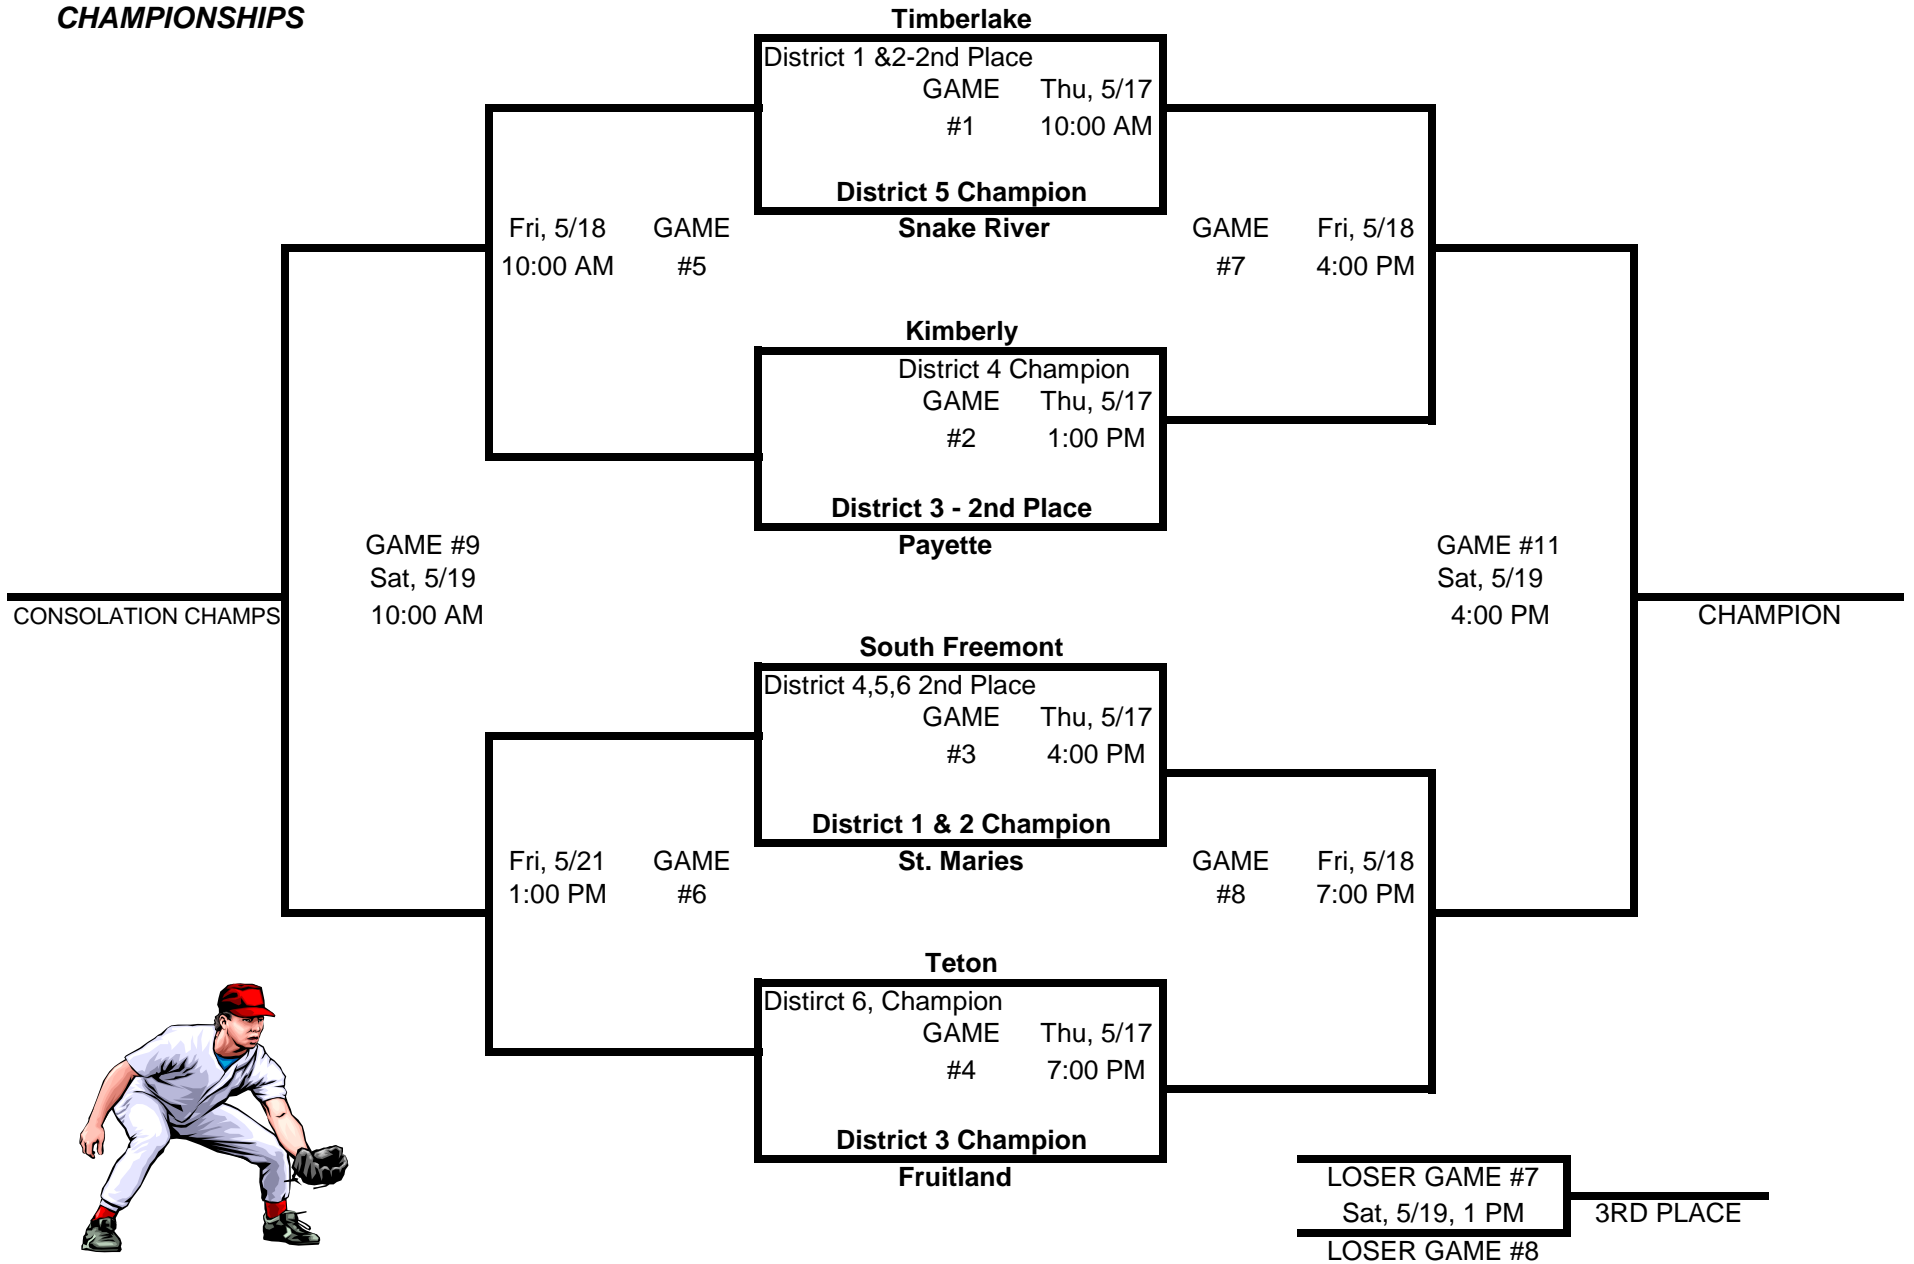 CHAMPIONSHIPS
Timberlake
District 1 &2-2nd Place
GAME Thu, 5/17
#1 10:00 AM
District 5 Champion
Snake River
Fri, 5/18 GAME
10:00 AM #5
GAME Fri, 5/18
#7 4:00 PM
Kimberly
District 4 Champion
GAME Thu, 5/17
#2 1:00 PM
District 3 - 2nd Place
Payette
GAME #9
Sat, 5/19
10:00 AM
CONSOLATION CHAMPS
GAME #11
Sat, 5/19
4:00 PM
CHAMPION
South Freemont
District 4,5,6 2nd Place
GAME Thu, 5/17
#3 4:00 PM
District 1 & 2 Champion
St. Maries
Fri, 5/21 GAME
1:00 PM #6
GAME Fri, 5/18
#8 7:00 PM
Teton
Distirct 6, Champion
GAME Thu, 5/17
#4 7:00 PM
District 3 Champion
Fruitland
LOSER GAME #7
Sat, 5/19, 1 PM
3RD PLACE
LOSER GAME #8